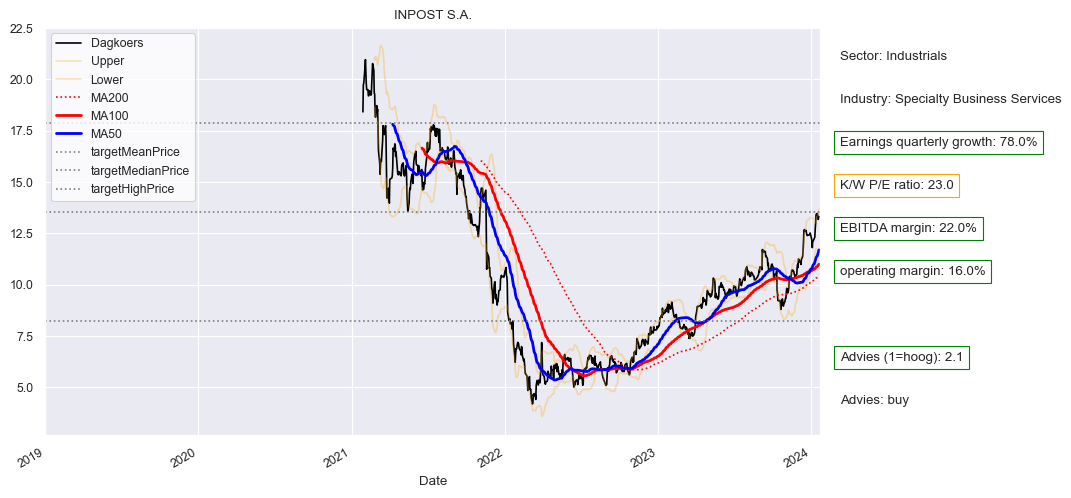 INPOST S.A.
22.5
20.0
17.5
15.0
12.5
10.0
7.5
5.0
Dagkoers
Upper
Lower
MA200
MA100
MA50
targetMeanPrice
targetMedianPrice
targetHighPrice
2019
2020
2021
2022
2023
2024
Date
Sector: Industrials
Industry: Specialty Business Services
Earnings quarterly growth: 78.0%
K/W P/E ratio: 23.0
EBITDA margin: 22.0%
operating margin: 16.0%
Advies (1=hoog): 2.1
Advies: buy